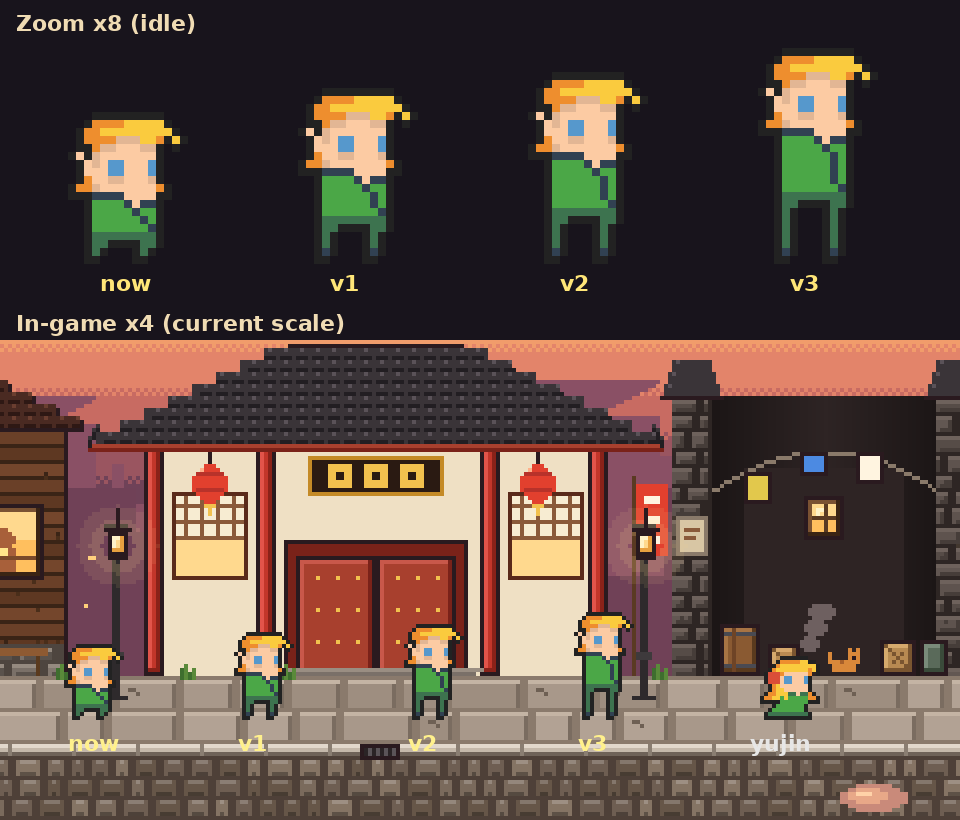 Zoom x8 (idle)
now
v1
v2
v3
In-game x4 (current scale)
now
v1
v2
v3
yujin